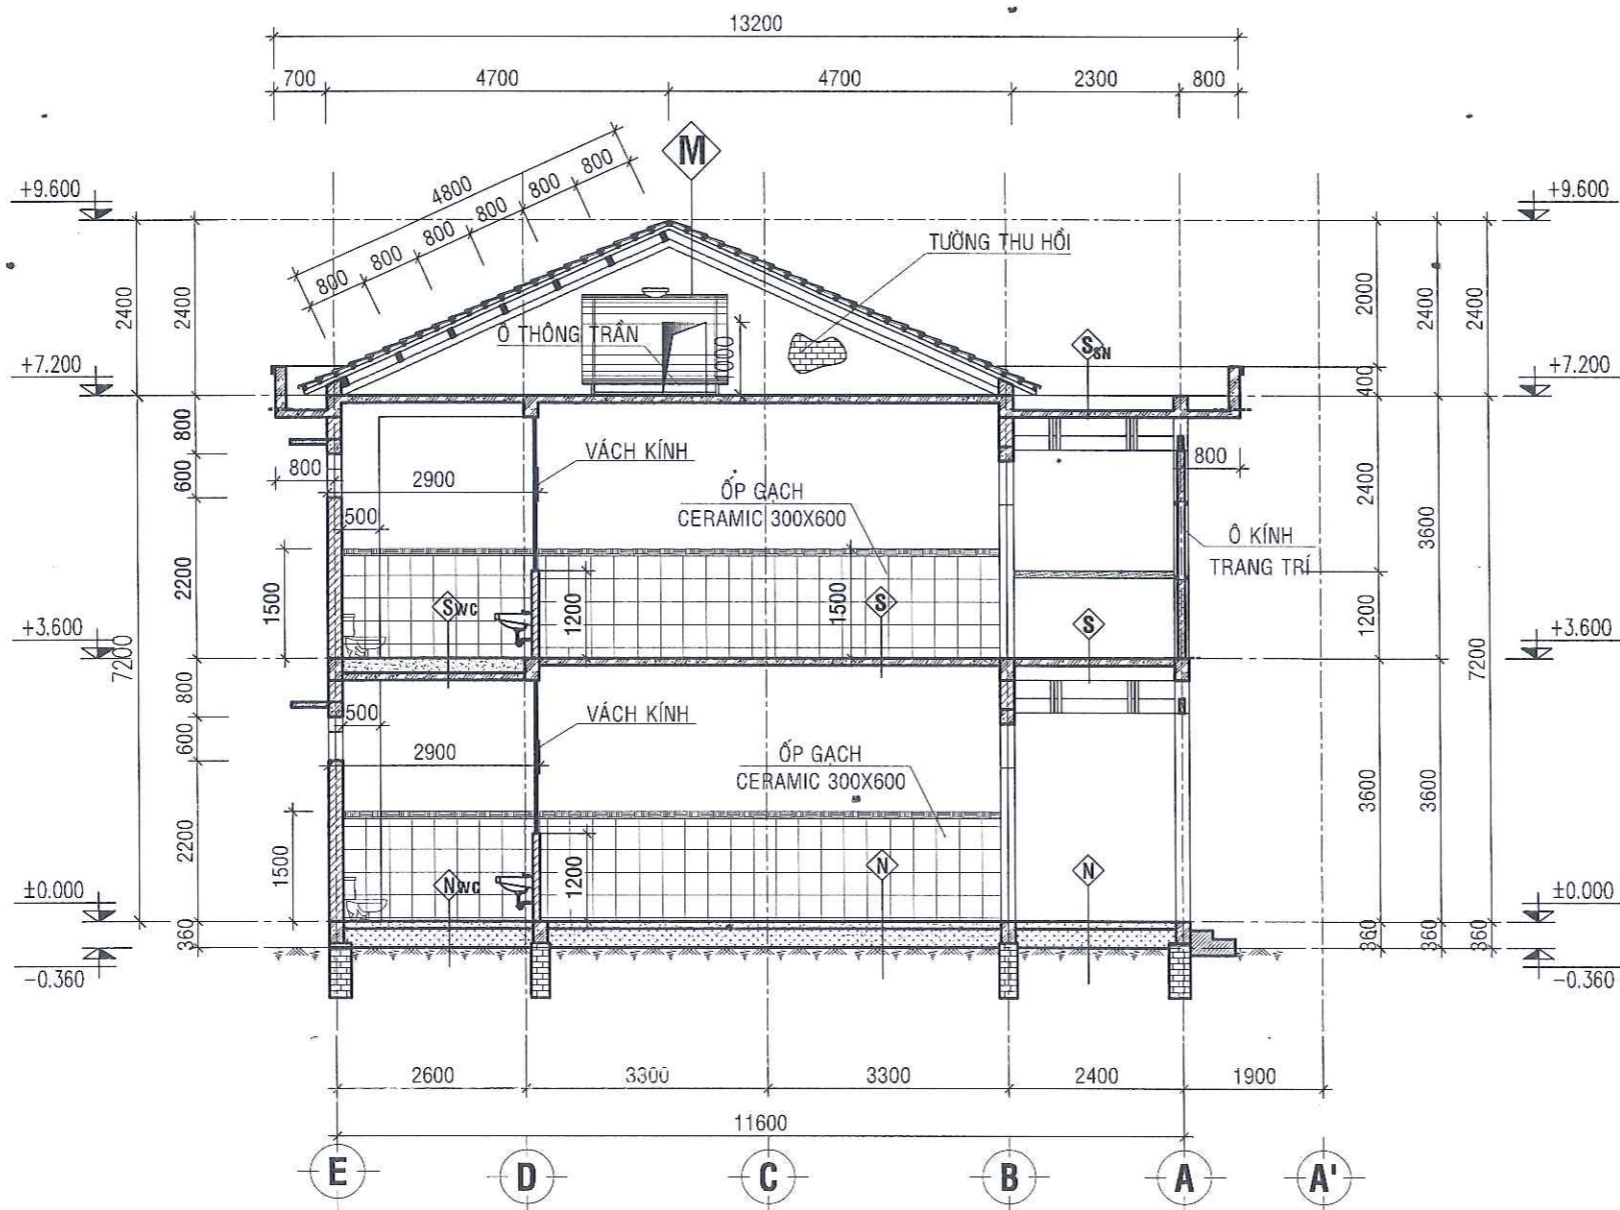 13200
700 4700 4700 2300 800
M
4800
800 800 800 800 800 800
+9.600
+9.600
TƯỜNG THU HỒI
2400 2400
Ô THÔNG TRẦN
1000
SSN
2000 2400 2400
+7.200
+7.200
400
800
VÁCH KÍNH
800
2900
800
600
ỐP GẠCH
CERAMIC 300X600
2400
500
Ô KÍNH
TRANG TRÍ
3600
2200
1500
SWC
1200
1500
S
S
1200
+3.600
+3.600
7200
7200
800
500
VÁCH KÍNH
600
2900
ỐP GẠCH
CERAMIC 300X600
3600 3600
2200
1500
NWC
1200
N
N
±0.000
±0.000
360
360 360 360
-0.360
-0.360
2600 3300 3300 2400 1900
11600
E D C B A A'